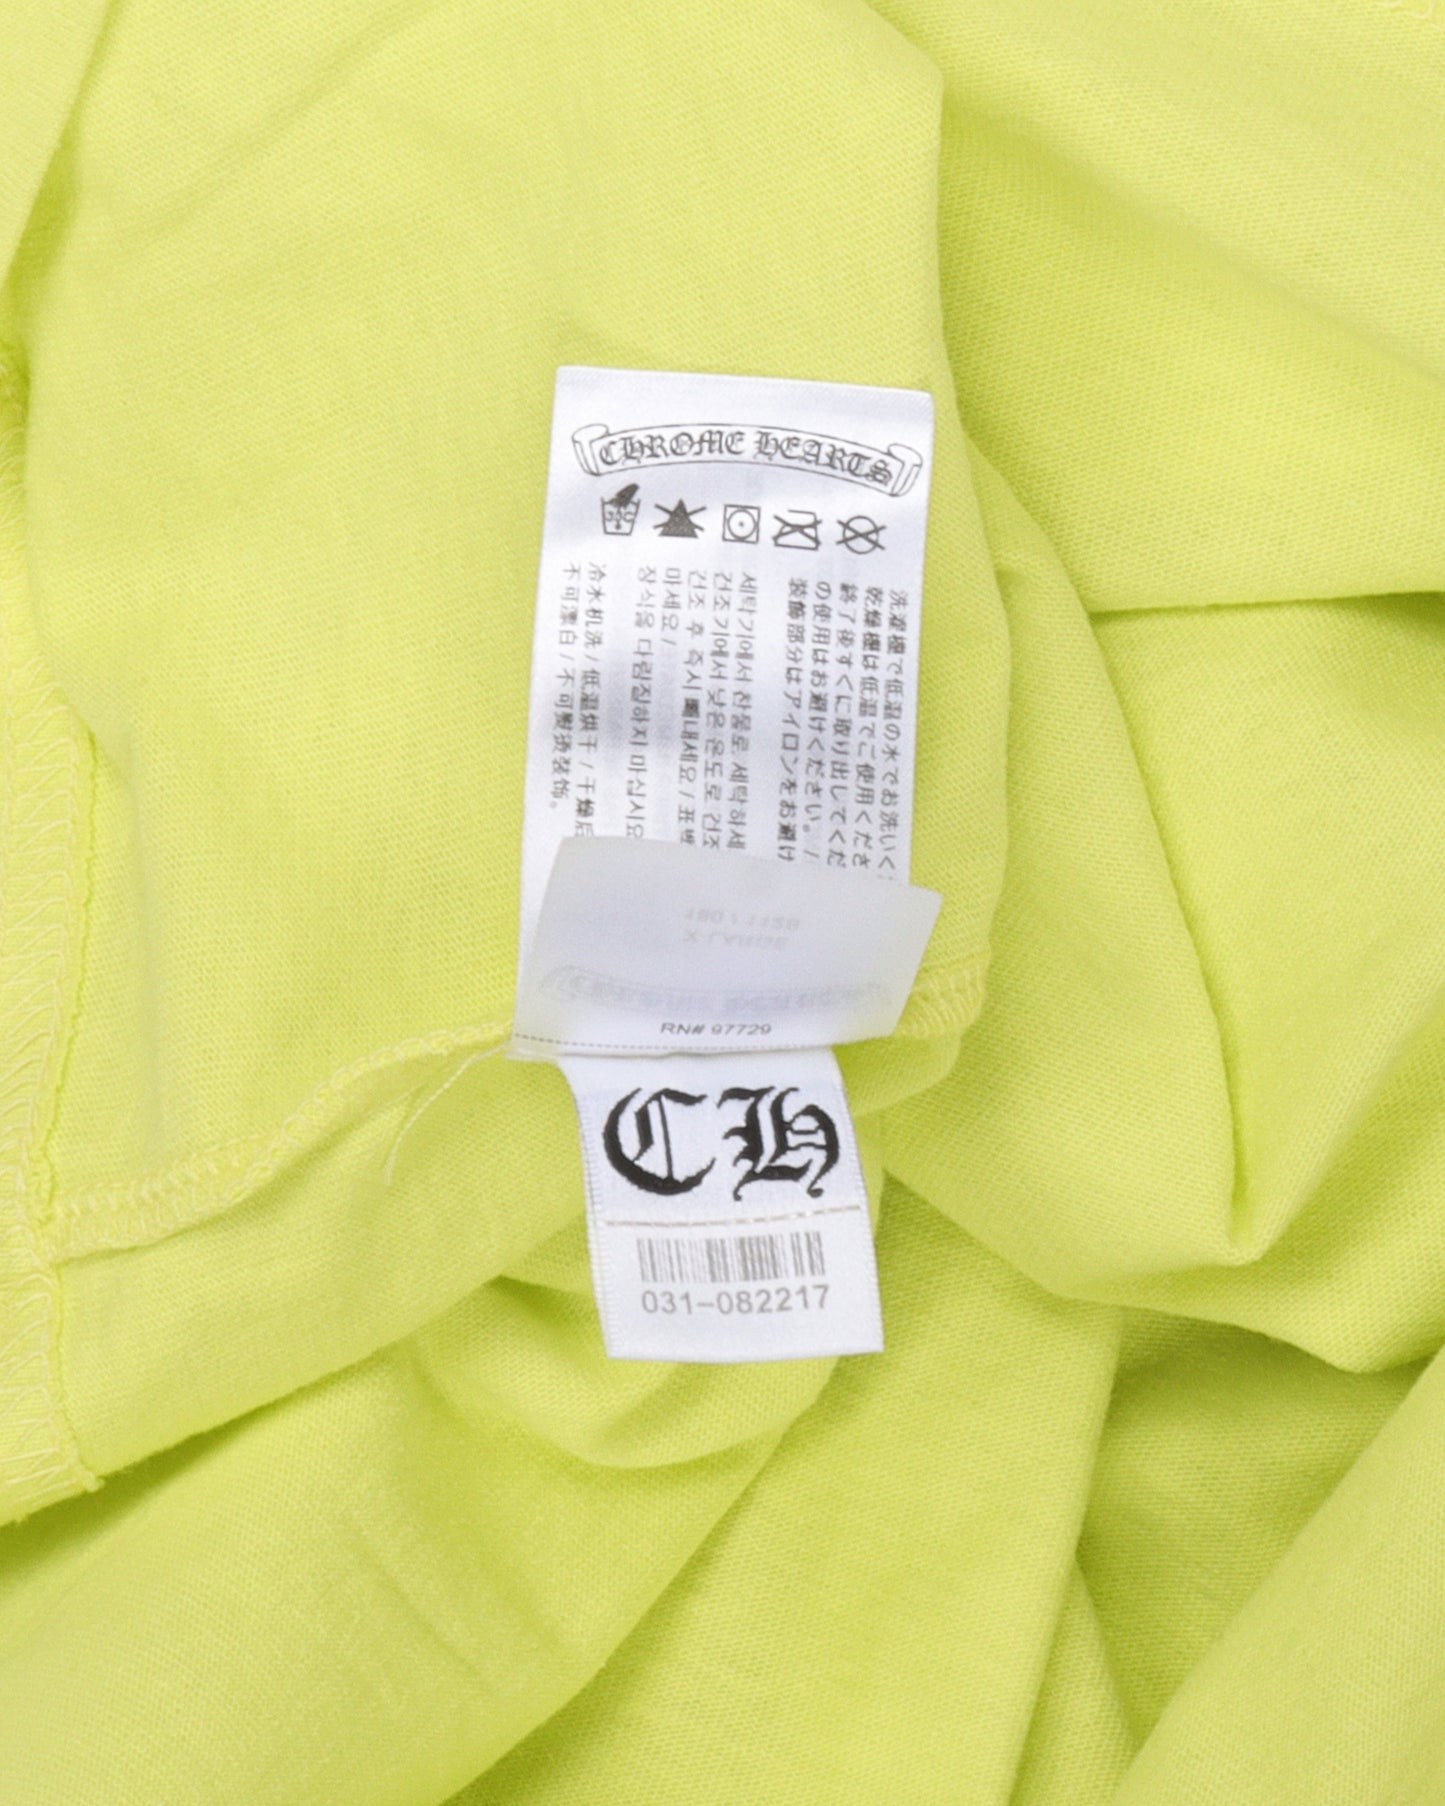 CHROME HEARTS
30C
洗濯機で低温の水でお洗いく
乾燥機は低温でご使用くださ
終了後すぐに取り出してくだ
の使用はお避けください。/
装飾部分はアイロンをお避け
세탁기에서 찬물로 세탁하세
건조기에서 낮은 온도로 건조
건조 후 즉시 꺼내세요 / 표백
마세요 /
장식을 다림질하지 마십시오
冷水机洗 / 低温烘干 / 干燥后
不可漂白 / 不可熨烫装饰。
RN# 97729
CH
031-082217